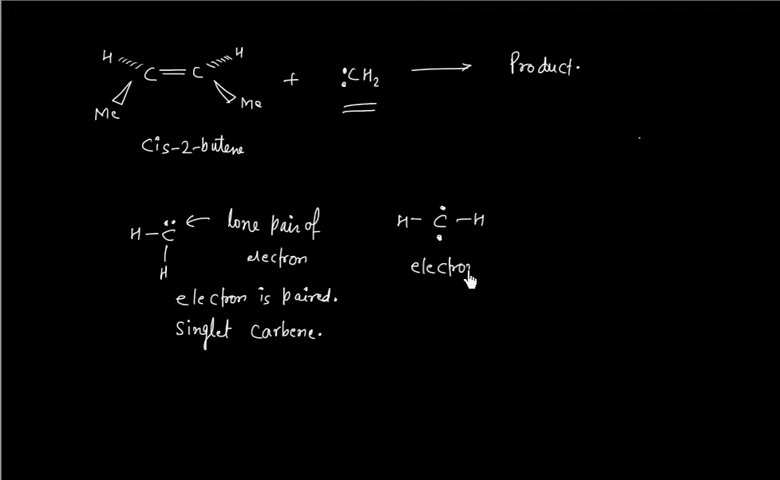 H H
C = C + :CH2 → Product.
Me Me
Cis-2-butene
H - C̈ ← lone pair of
electron
H
electron is paired.
Singlet Carbene.
H - C - H
electron